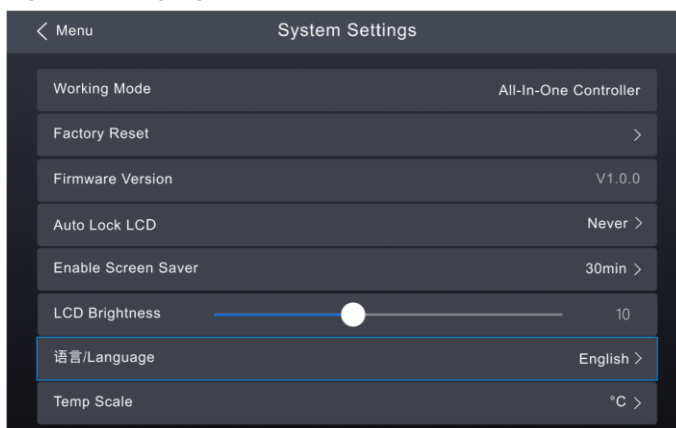 Menu System Settings
Working Mode All-In-One Controller
Factory Reset
Firmware Version V1.0.0
Auto Lock LCD Never
Enable Screen Saver 30min
LCD Brightness 10
语言/Language English
Temp Scale °C